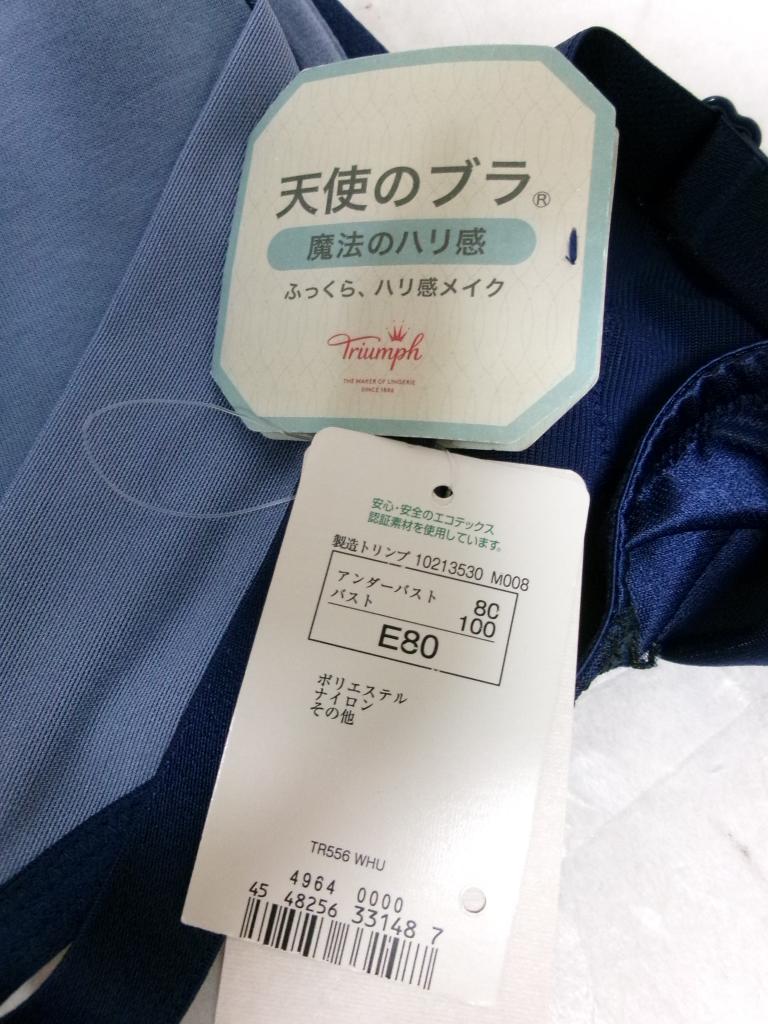 天使のブラ®
魔法のハリ感
ふっくら、ハリ感メイク
Triumph
THE MAKER OF LINGERIE
SINCE 1886
安心・安全のエコテックス
認証素材を使用しています。
製造トリンプ 10213530 M008
アンダーバスト 80
バスト 100
E80
ポリエステル
ナイロン
その他
TR556 WHU
4964 0000
45 48256 33148 7